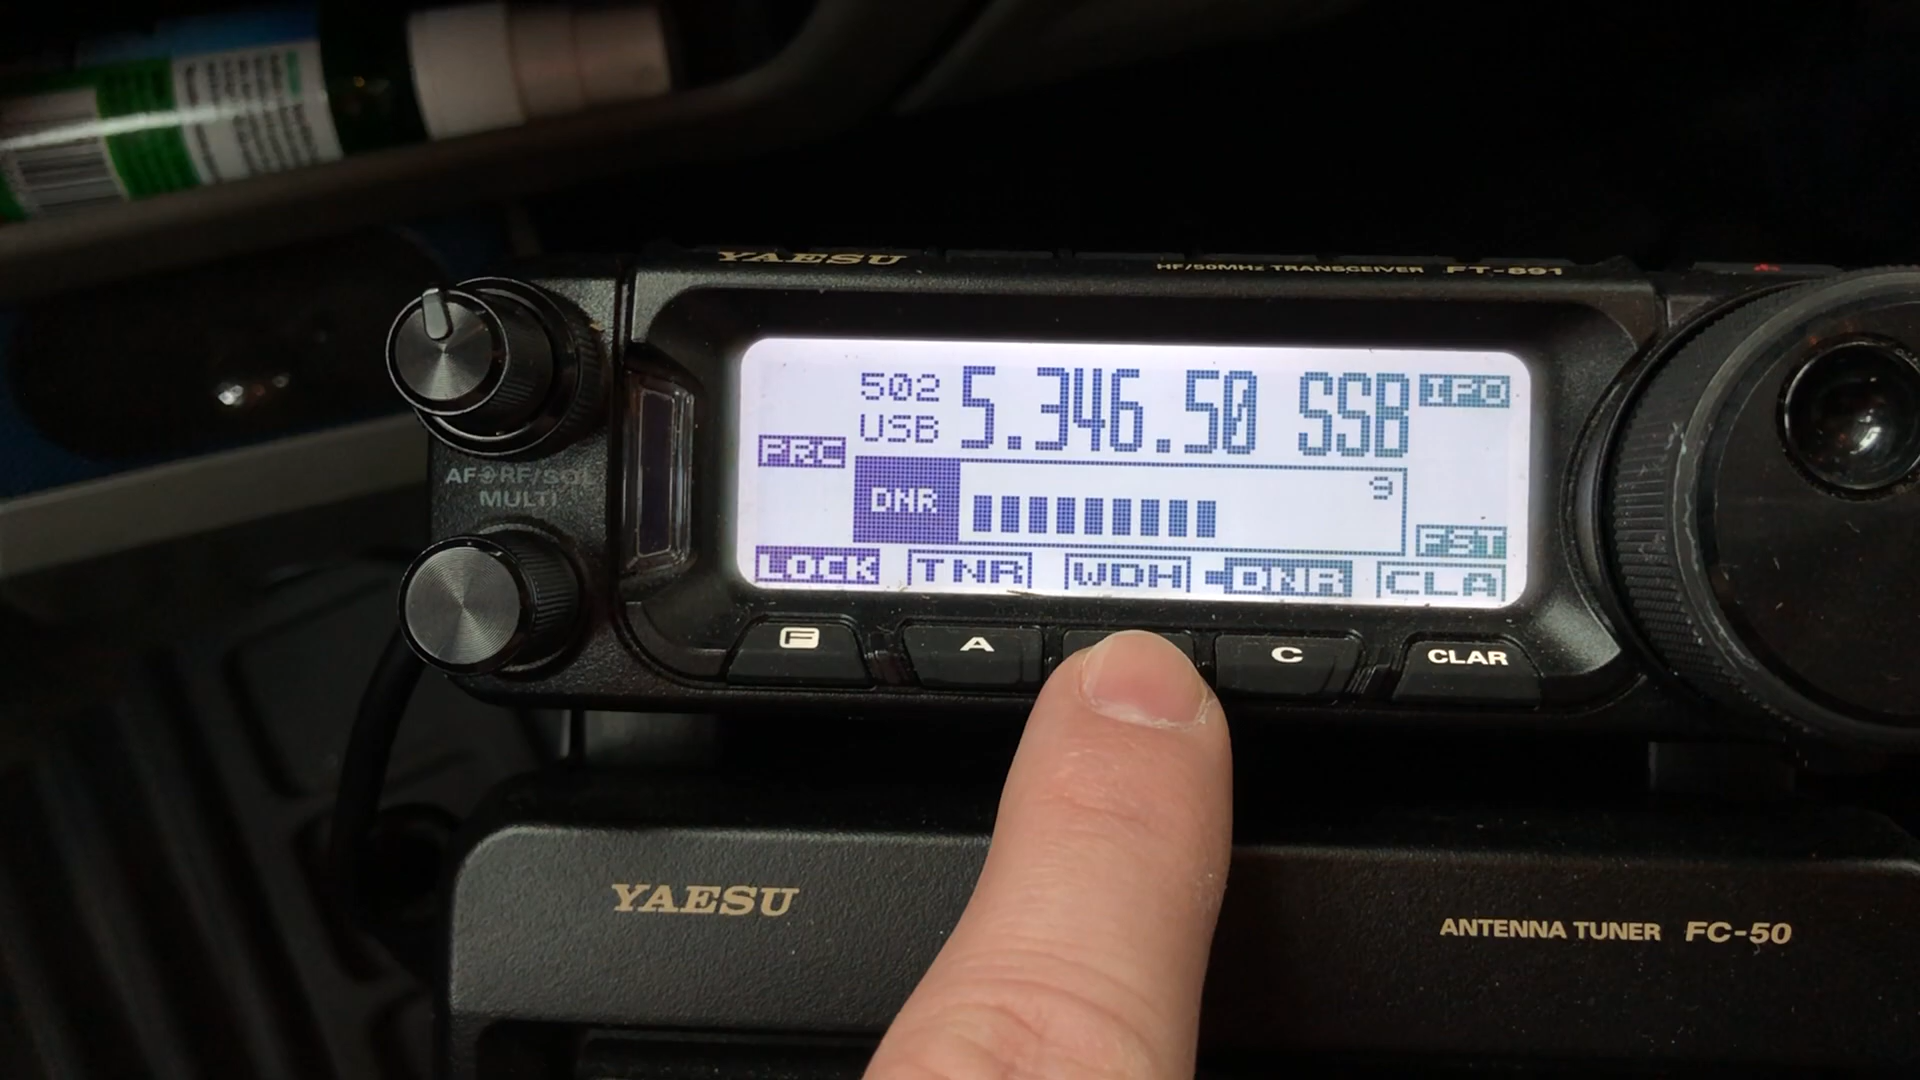 YAESU
HF/50MHz TRANSCEIVER FT-891
502 5.346.50 SSB IPO
USB
PRC
DNR 9
FST
LOCK TNR WDH DNR CLA
AF RF/SQL
MULTI
F A C CLAR
YAESU
ANTENNA TUNER FC-50